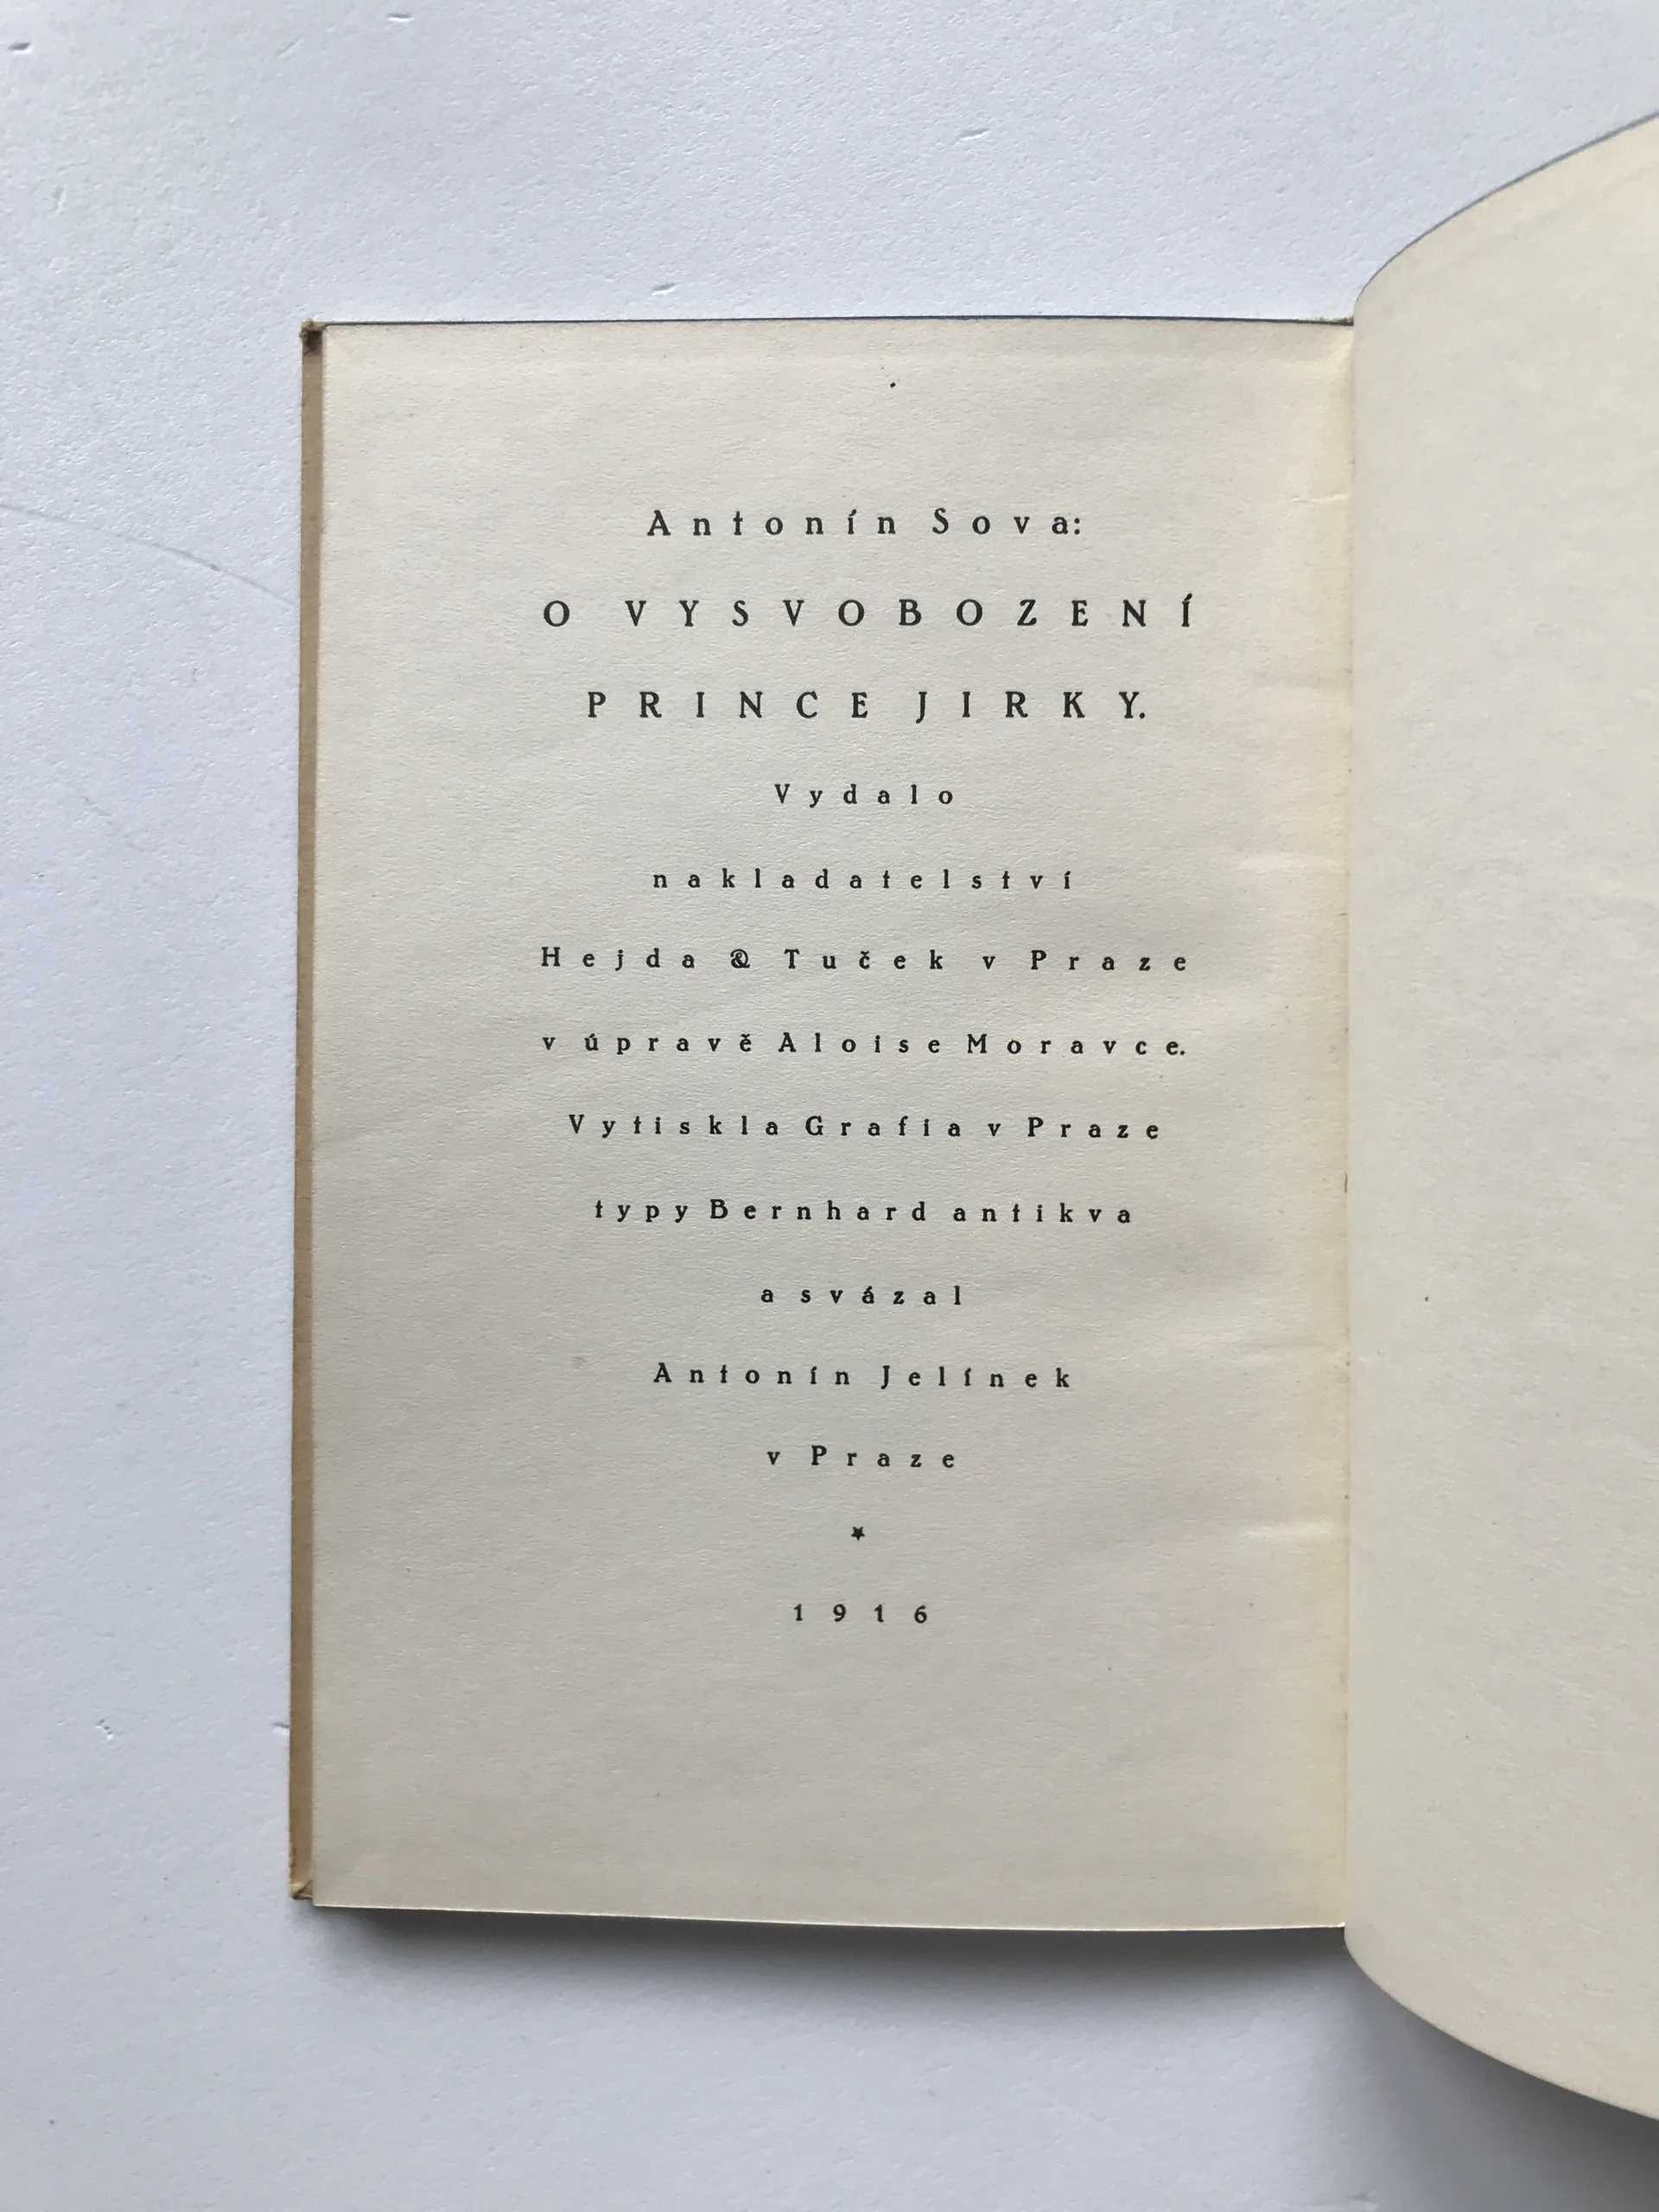 Antonín Sova:
O VYSVOBOZENÍ
PRINCE JIRKY.
Vydalo
nakladatelství
Hejda & Tuček v Praze
v úpravě Aloise Moravce.
Vytiskla Grafia v Praze
typy Bernhard antikva
a svázal
Antonín Jelínek
v Praze
★
1916